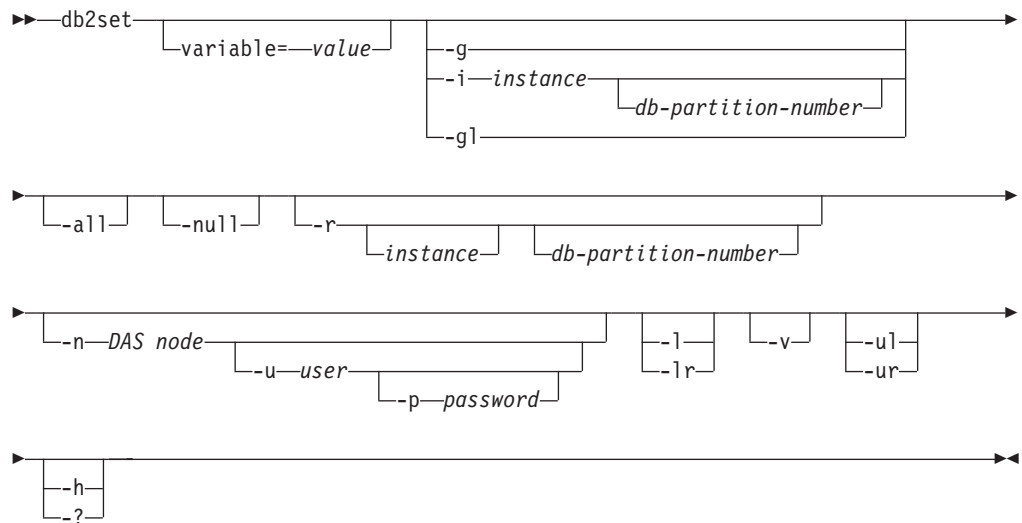 db2set
variable= value
-g
-i instance
db-partition-number
-gl
-all -null -r
instance db-partition-number
-n DAS node -l -v -ul
-u user -lr -ur
-p password
-h
-?